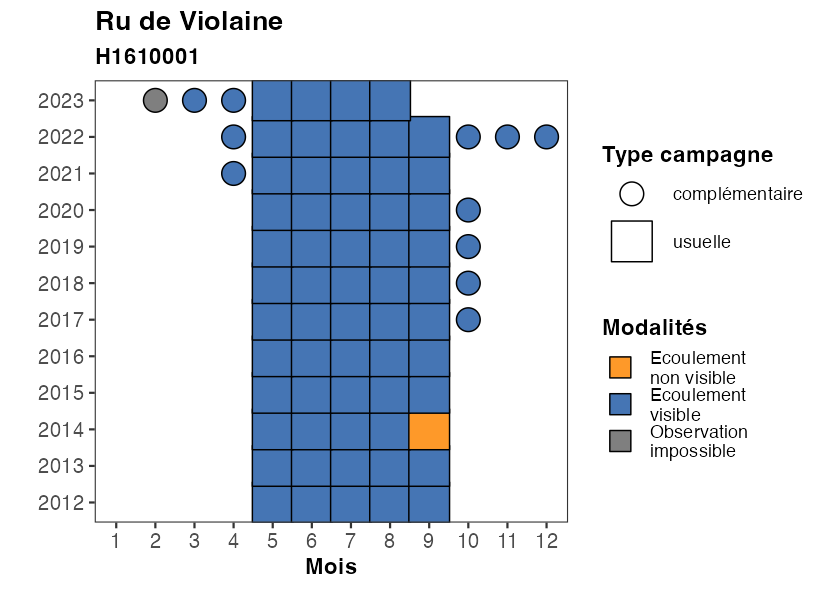 Ru de Violaine
H1610001
2023
2022
2021
2020
2019
2018
2017
2016
2015
2014
2013
2012
1 2 3 4 5 6 7 8 9 10 11 12
Mois
Type campagne
complémentaire
usuelle
Modalités
Ecoulement
non visible
Ecoulement
visible
Observation
impossible